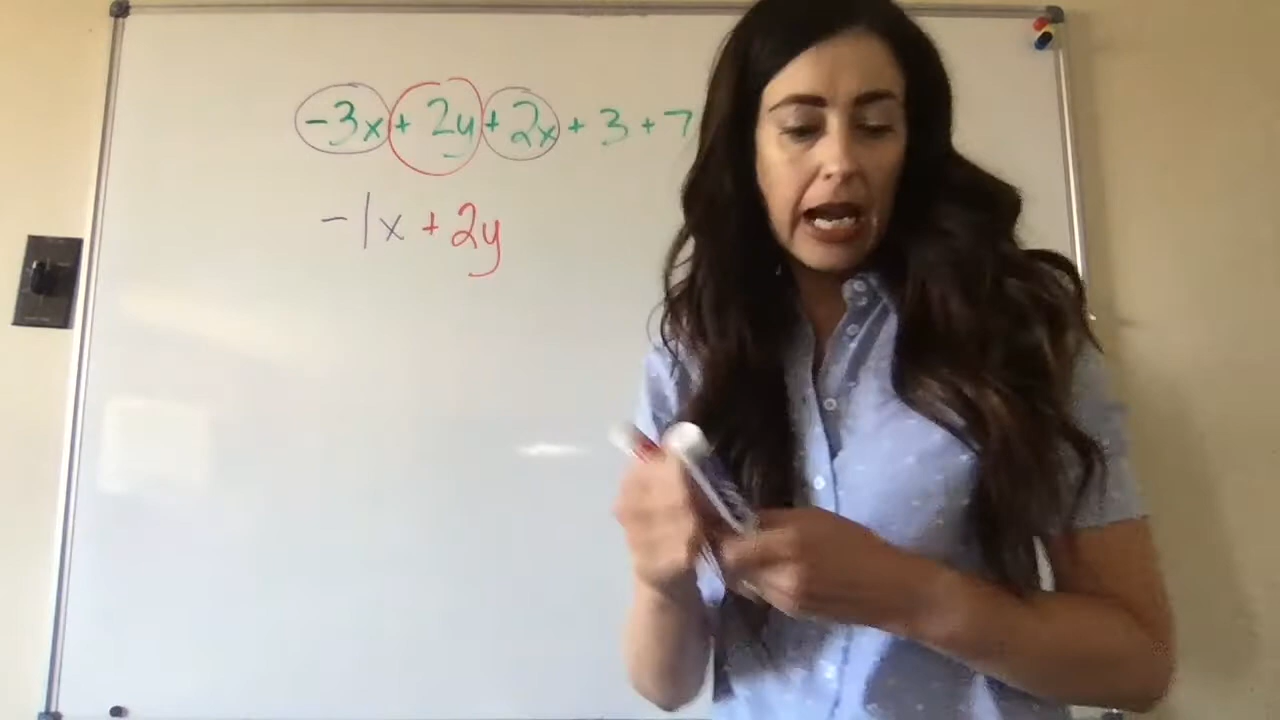 -3x + 2y + 2x + 3 + 7
-1x + 2y